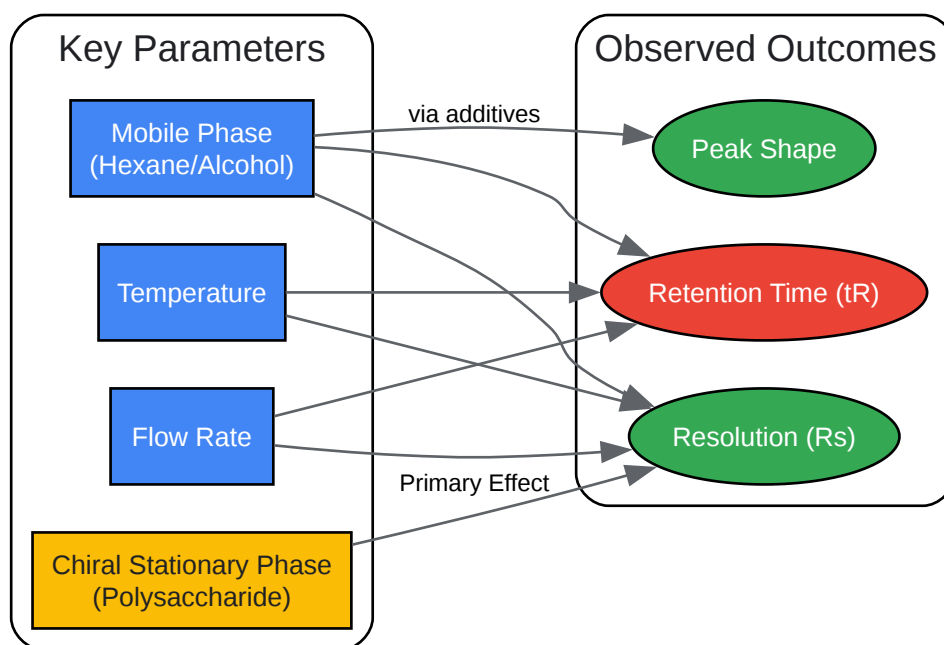 Key Parameters
Mobile Phase
(Hexane/Alcohol)
Temperature
Flow Rate
Chiral Stationary Phase
(Polysaccharide)
via additives
Primary Effect
Observed Outcomes
Peak Shape
Retention Time (tR)
Resolution (Rs)